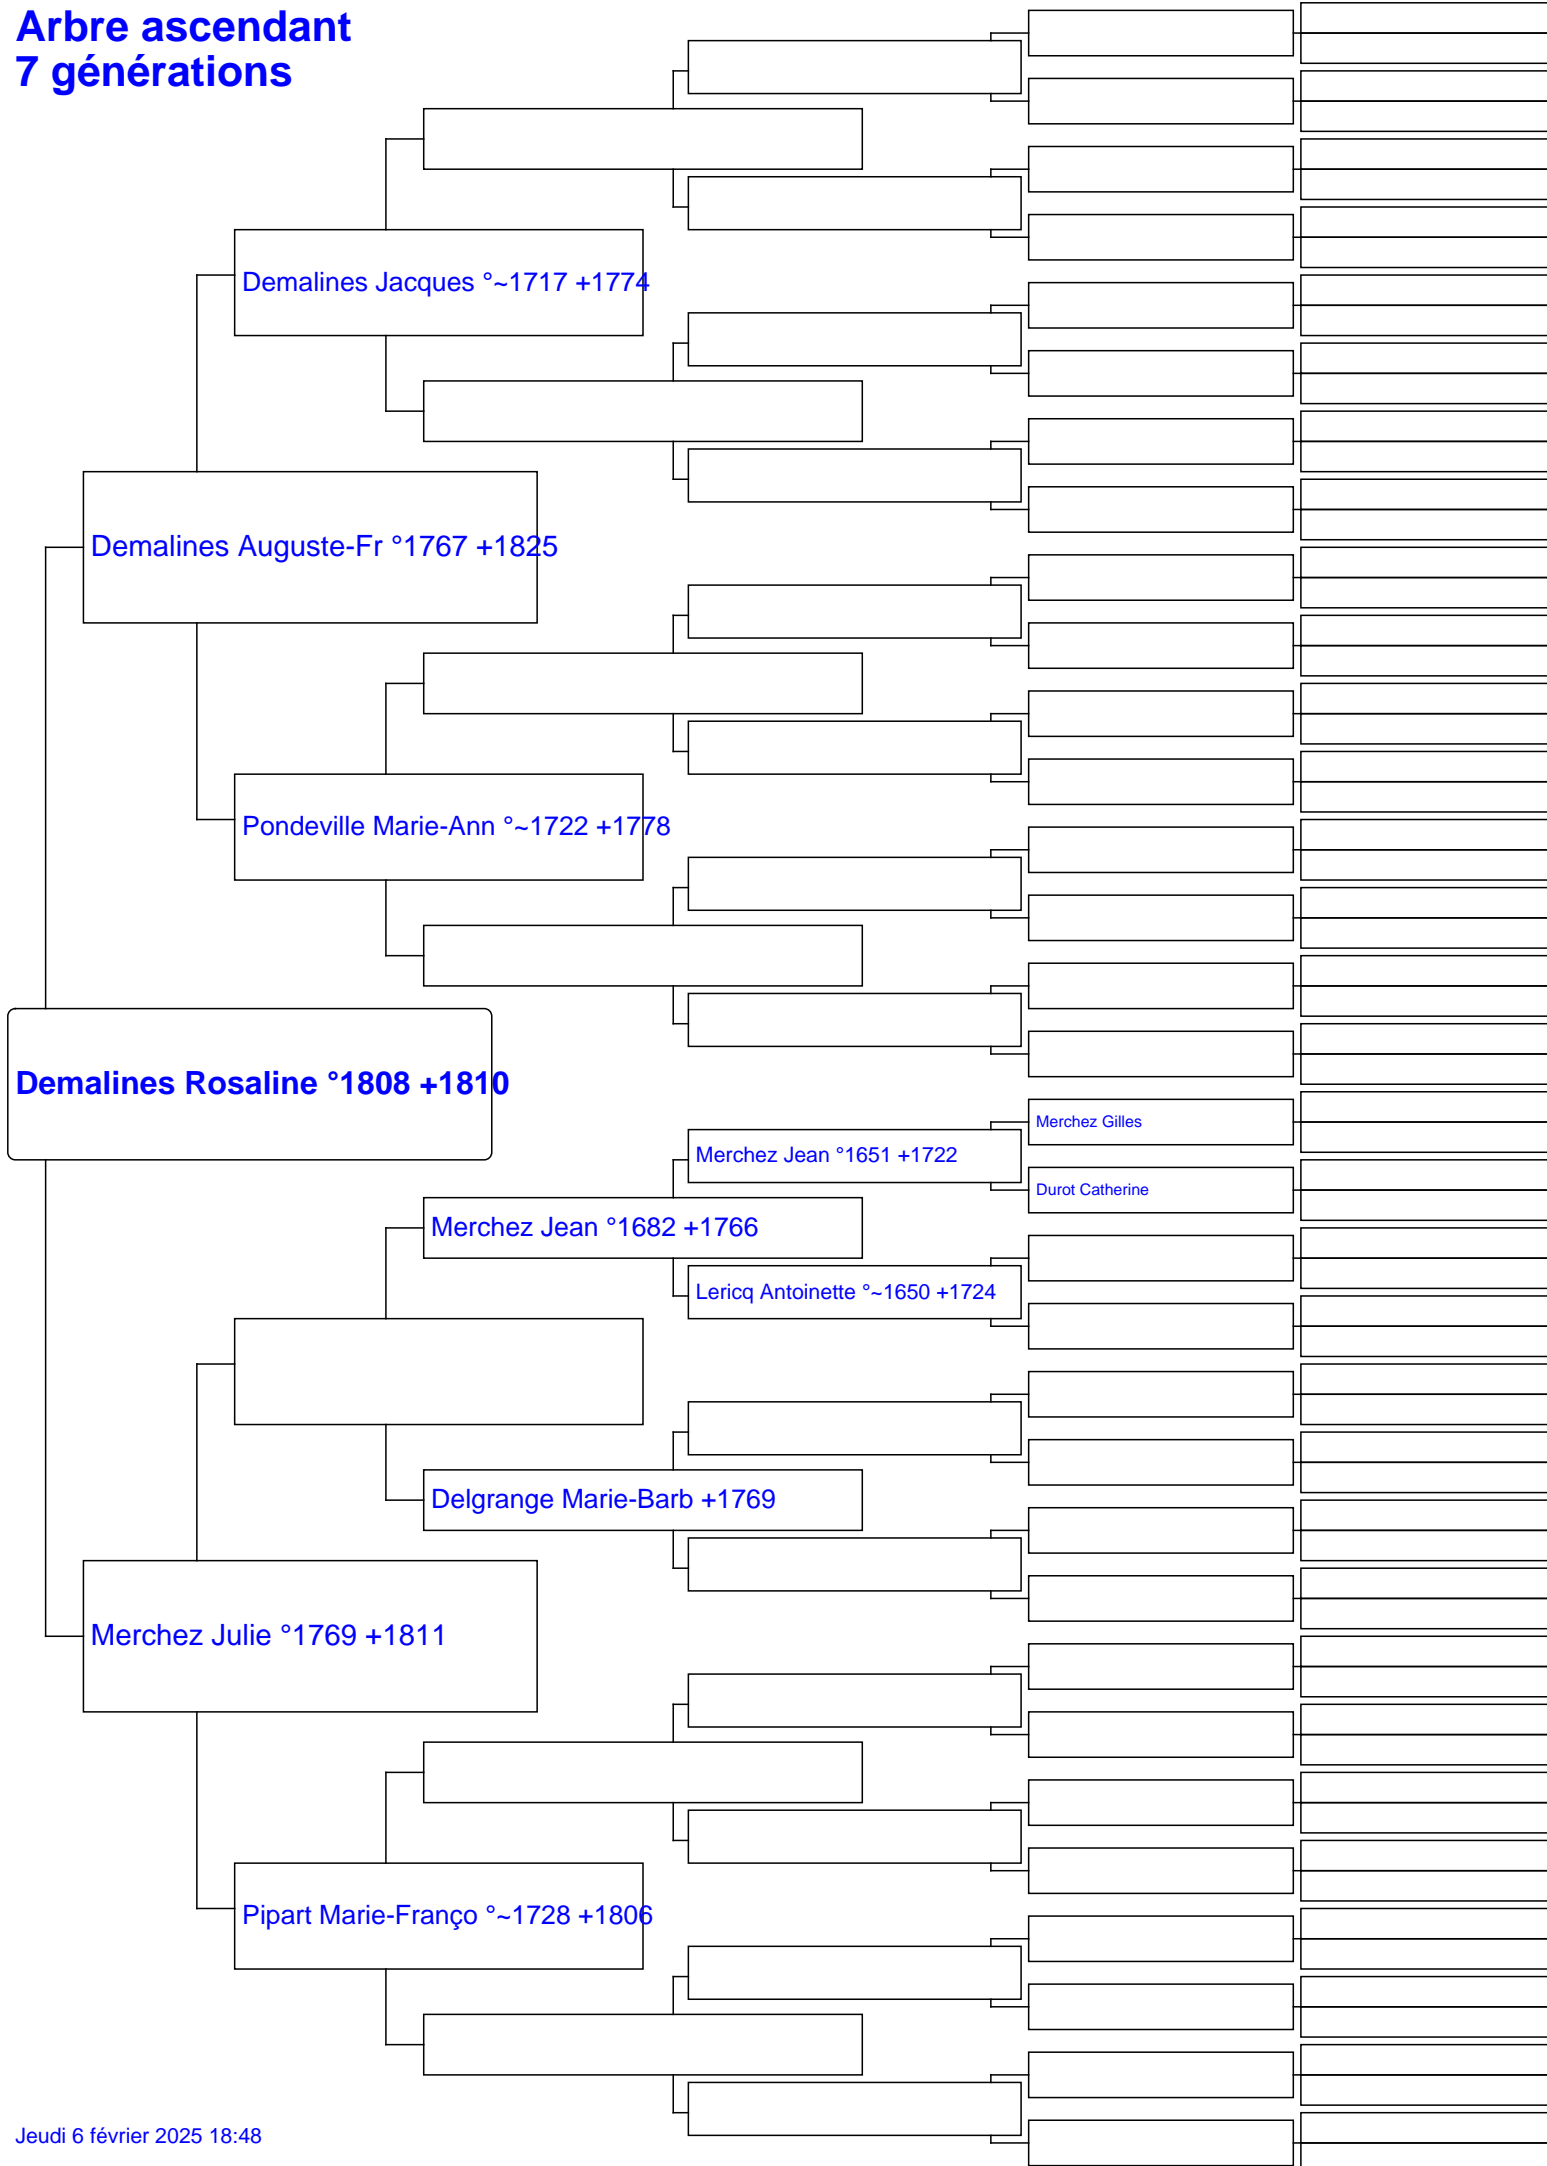 Arbre ascendant
7 générations
Demalines Jacques °~1717 +1774
Demalines Auguste-Fr °1767 +1825
Pondeville Marie-Ann °~1722 +1778
Demalines Rosaline °1808 +1810
Merchez Gilles
Merchez Jean °1651 +1722
Durot Catherine
Merchez Jean °1682 +1766
Lericq Antoinette °~1650 +1724
Delgrange Marie-Barb +1769
Merchez Julie °1769 +1811
Pipart Marie-Franço °~1728 +1806
Jeudi 6 février 2025 18:48